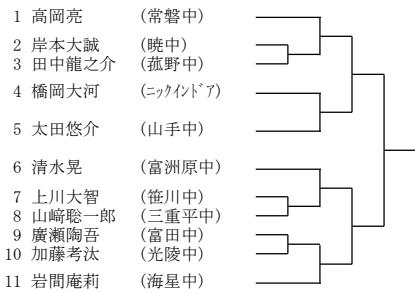 1 高岡亮 (常磐中)
2 岸本大誠 (暁中)
3 田中龍之介 (菰野中)
4 橋岡大河 (ﾆｯｸｲﾝﾄﾞｱ)
5 太田悠介 (山手中)
6 清水晃 (富洲原中)
7 上川大智 (笹川中)
8 山﨑聡一郎 (三重平中)
9 廣瀬陶吾 (富田中)
10 加藤考汰 (光陵中)
11 岩間庵莉 (海星中)